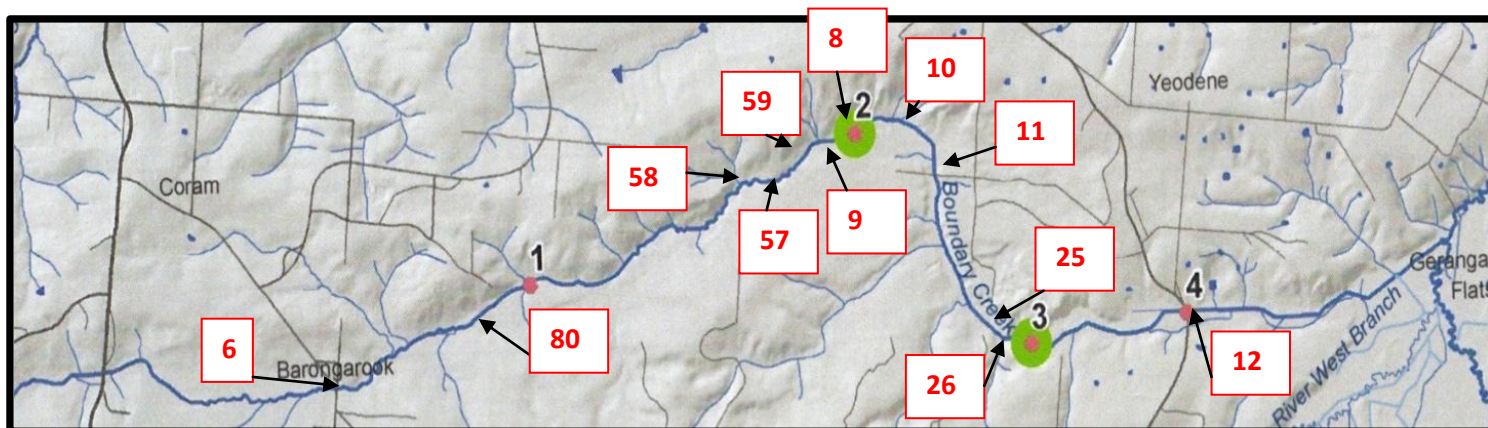 8
10
Yeodene
59
2
11
Coram
58
57
9
Boundary Creek
25
1
Geranga
Flats
4
3
River West Branch
6
Barongarook
80
26
12